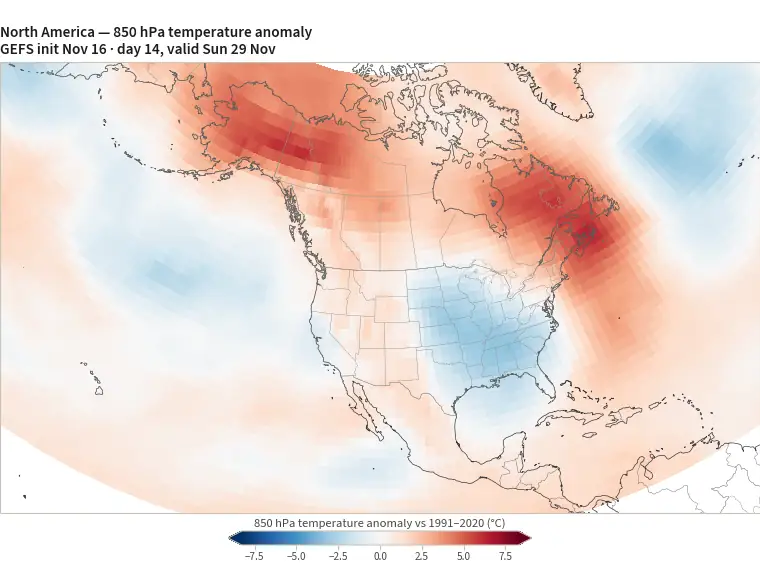 North America — 850 hPa temperature anomaly
GEFS init Nov 16 · day 14, valid Sun 29 Nov
850 hPa temperature anomaly vs 1991–2020 (°C)
−7.5 −5.0 −2.5 0.0 2.5 5.0 7.5